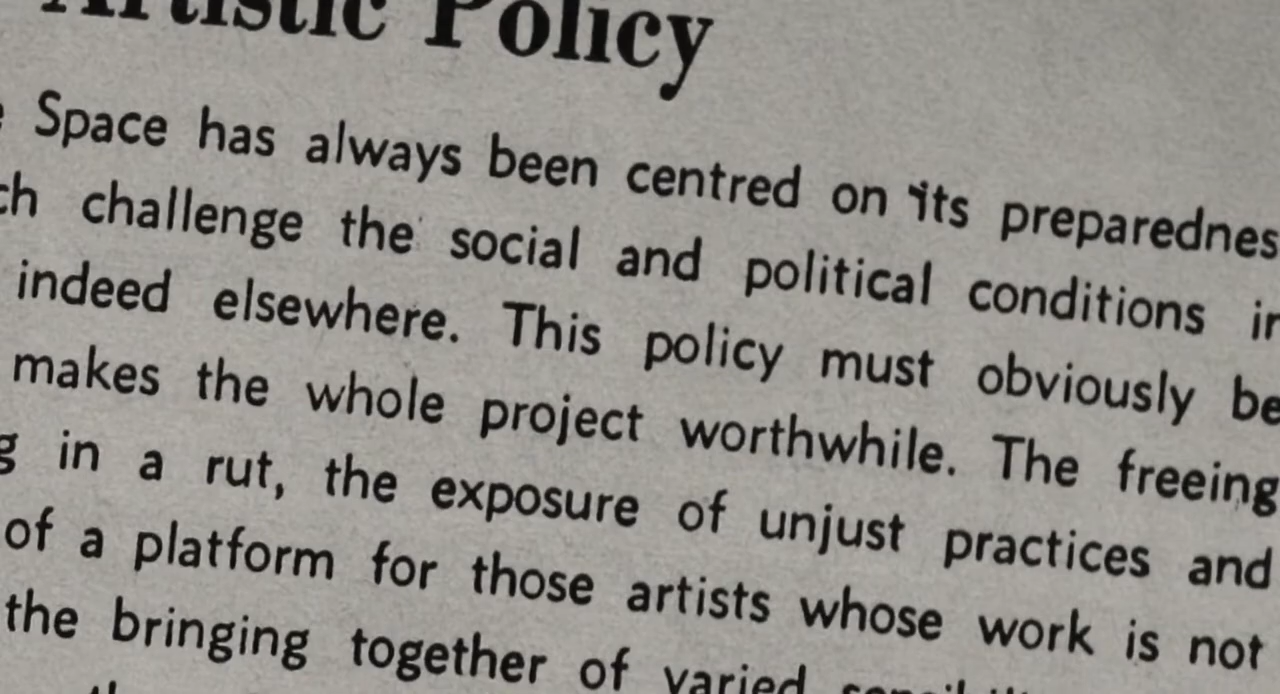 Artistic Policy
Space has always been centred on its preparednes
ch challenge the social and political conditions in
indeed elsewhere. This policy must obviously be
makes the whole project worthwhile. The freeing
g in a rut, the exposure of unjust practices and
of a platform for those artists whose work is not
the bringing together of varied